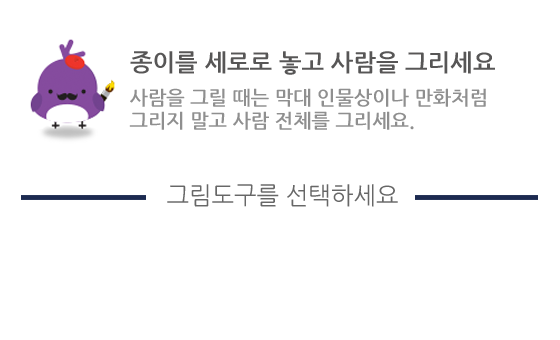 종이를 세로로 놓고 사람을 그리세요
사람을 그릴 때는 막대 인물상이나 만화처럼
그리지 말고 사람 전체를 그리세요.
그림도구를 선택하세요